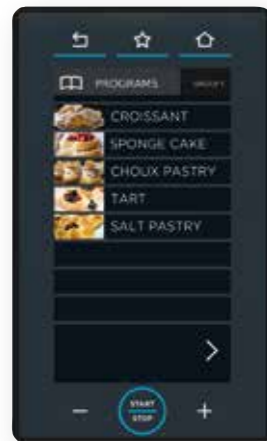 PROGRAMS
CROISSANT
SPONGE CAKE
CHOUX PASTRY
TART
SALT PASTRY
START
STOP